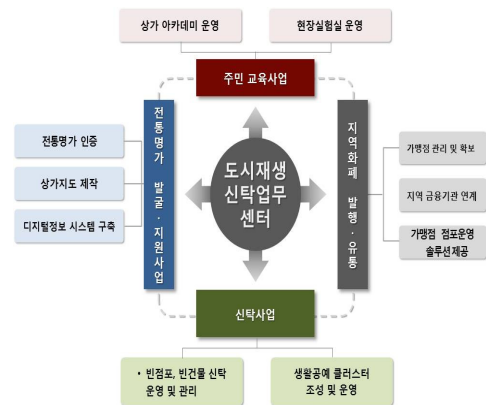 상가 아카데미 운영
현장실험실 운영
주민 교육사업
전통명가 발굴·지원사업
전통명가 인증
상가지도 제작
디지털정보 시스템 구축
도시재생
신탁업무
센터
지역화폐 발행·유통
가맹점 관리 및 확보
지역 금융기관 연계
가맹점 점포운영
솔루션 제공
신탁사업
• 빈점포, 빈건물 신탁
운영 및 관리
생활공예 클러스터
조성 및 운영